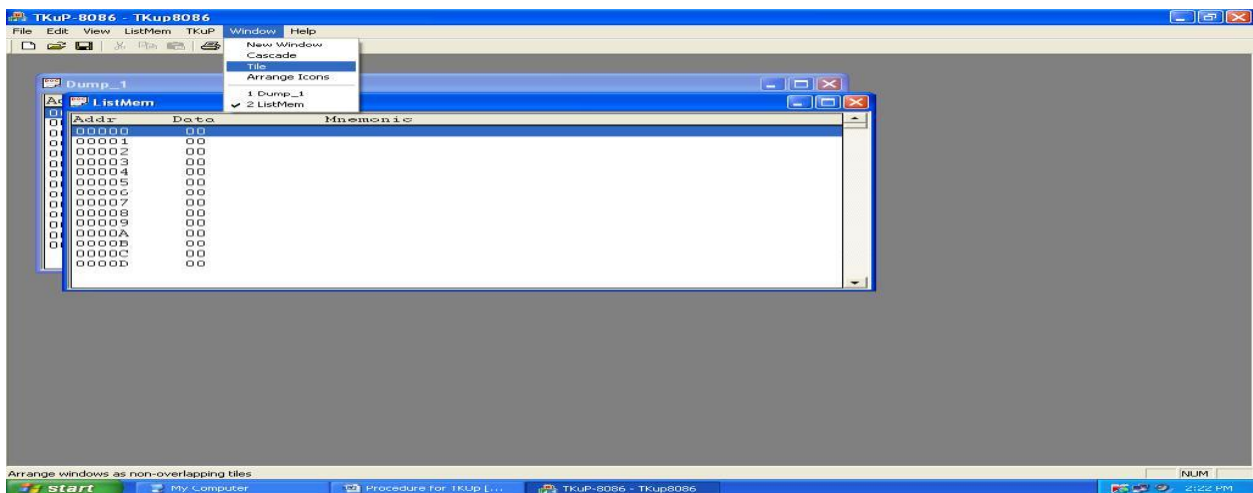 TKuP-8086 - TKup8086
File Edit View ListMem TKuP Window Help
New Window
Cascade
Tile
Arrange Icons
1 Dump_1
✓ 2 ListMem
Dump_1
ListMem
Addr Data Mnemonic
00000 00
00001 00
00002 00
00003 00
00004 00
00005 00
00006 00
00007 00
00008 00
00009 00
0000A 00
0000B 00
0000C 00
0000D 00
Arrange windows as non-overlapping tiles
NUM
start My Computer Procedure for TKUp [... TKuP-8086 - TKup8086 2:22 PM